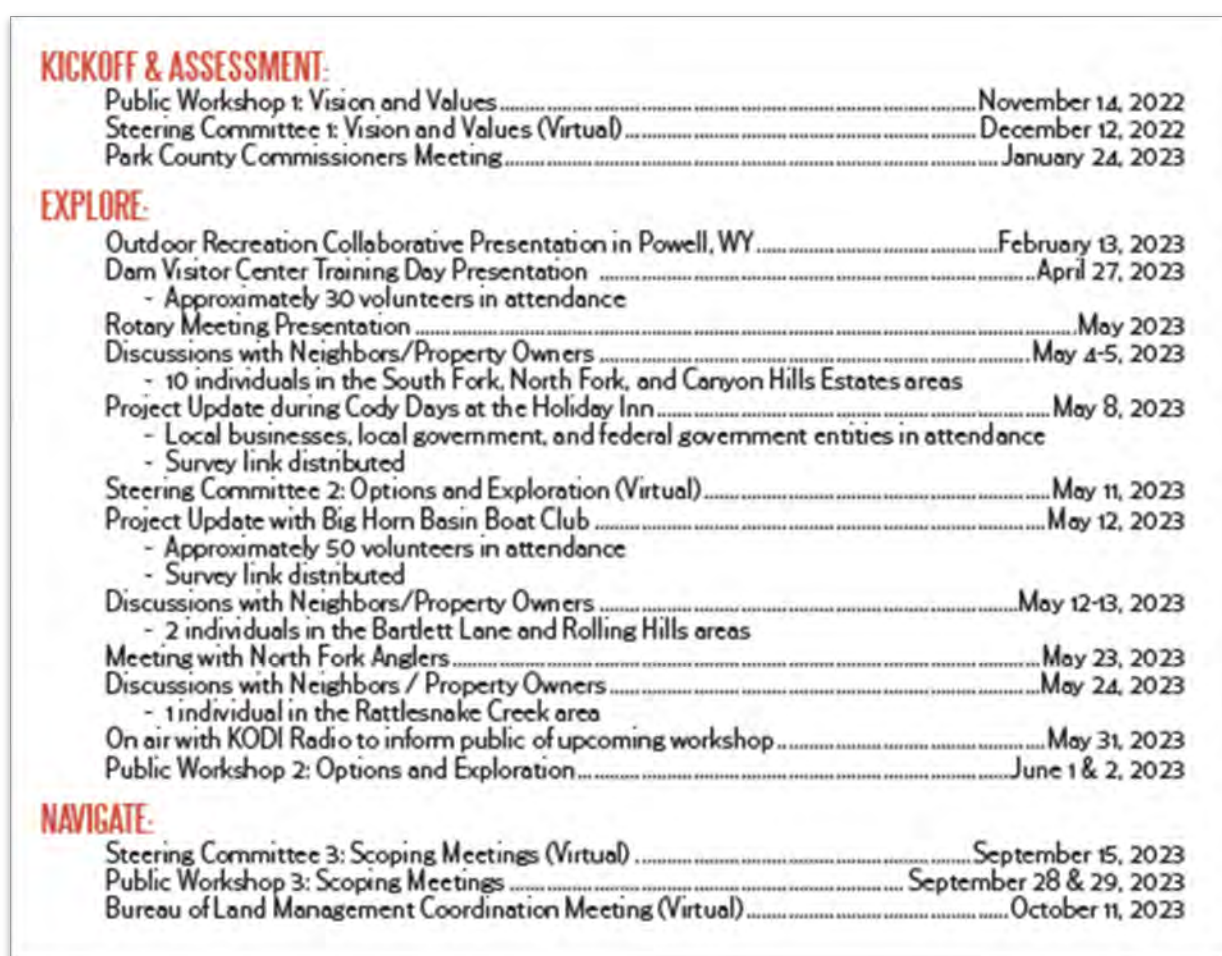 KICKOFF & ASSESSMENT:
Public Workshop 1: Vision and Values........November 14, 2022
Steering Committee 1: Vision and Values (Virtual)........December 12, 2022
Park County Commissioners Meeting........January 24, 2023
EXPLORE:
Outdoor Recreation Collaborative Presentation in Powell, WY........February 13, 2023
Dam Visitor Center Training Day Presentation ........April 27, 2023
- Approximately 30 volunteers in attendance
Rotary Meeting Presentation ........May 2023
Discussions with Neighbors/Property Owners ........May 4-5, 2023
- 10 individuals in the South Fork, North Fork, and Canyon Hills Estates areas
Project Update during Cody Days at the Holiday Inn........May 8, 2023
- Local businesses, local government, and federal government entities in attendance
- Survey link distributed
Steering Committee 2: Options and Exploration (Virtual)........May 11, 2023
Project Update with Big Horn Basin Boat Club ........May 12, 2023
- Approximately 50 volunteers in attendance
- Survey link distributed
Discussions with Neighbors/Property Owners ........May 12-13, 2023
- 2 individuals in the Bartlett Lane and Rolling Hills areas
Meeting with North Fork Anglers........May 23, 2023
Discussions with Neighbors / Property Owners........May 24, 2023
- 1 individual in the Rattlesnake Creek area
On air with KODI Radio to inform public of upcoming workshop........May 31, 2023
Public Workshop 2: Options and Exploration........June 1 & 2, 2023
NAVIGATE:
Steering Committee 3: Scoping Meetings (Virtual) ........September 15, 2023
Public Workshop 3: Scoping Meetings ........ September 28 & 29, 2023
Bureau of Land Management Coordination Meeting (Virtual)........October 11, 2023